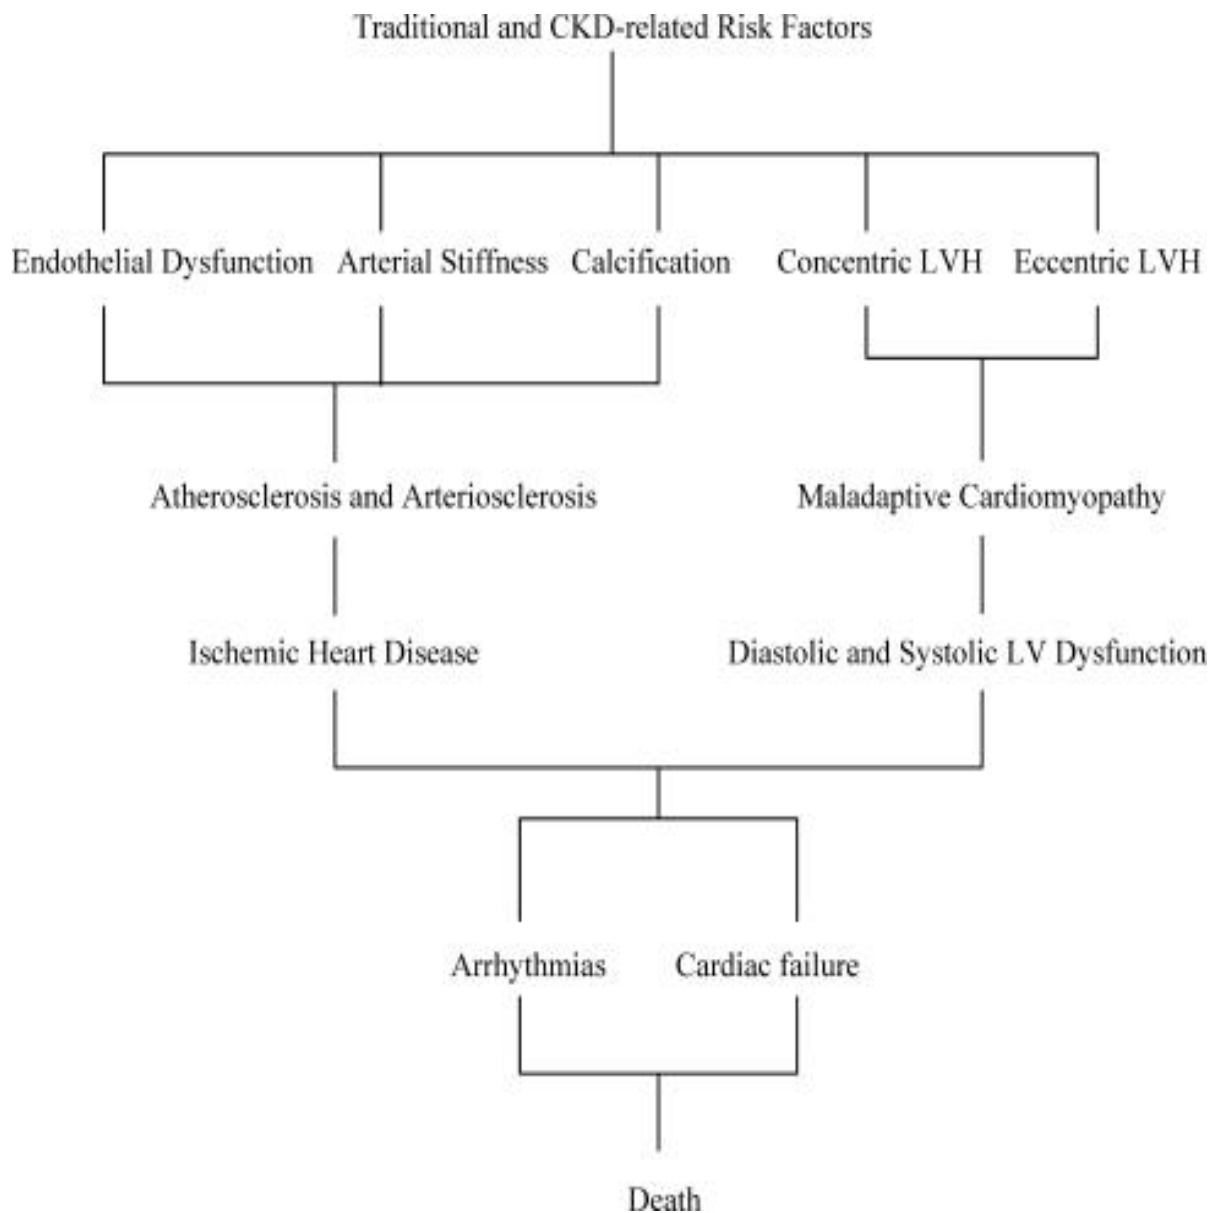 Traditional and CKD-related Risk Factors
Endothelial Dysfunction Arterial Stiffness Calcification Concentric LVH Eccentric LVH
Atherosclerosis and Arteriosclerosis Maladaptive Cardiomyopathy
Ischemic Heart Disease Diastolic and Systolic LV Dysfunction
Arrhythmias Cardiac failure
Death